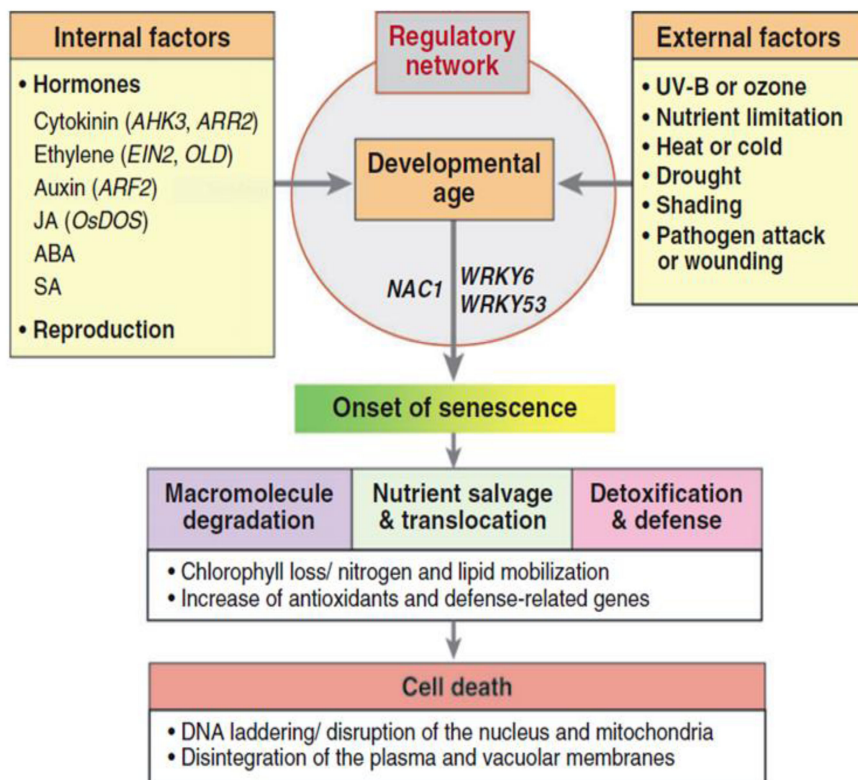 Internal factors
• Hormones
Cytokinin (AHK3, ARR2)
Ethylene (EIN2, OLD)
Auxin (ARF2)
JA (OsDOS)
ABA
SA
• Reproduction
Regulatory
network
Developmental
age
NAC1
WRKY6
WRKY53
External factors
• UV-B or ozone
• Nutrient limitation
• Heat or cold
• Drought
• Shading
• Pathogen attack
or wounding
Onset of senescence
Macromolecule
degradation
Nutrient salvage
& translocation
Detoxification
& defense
• Chlorophyll loss/ nitrogen and lipid mobilization
• Increase of antioxidants and defense-related genes
Cell death
• DNA laddering/ disruption of the nucleus and mitochondria
• Disintegration of the plasma and vacuolar membranes